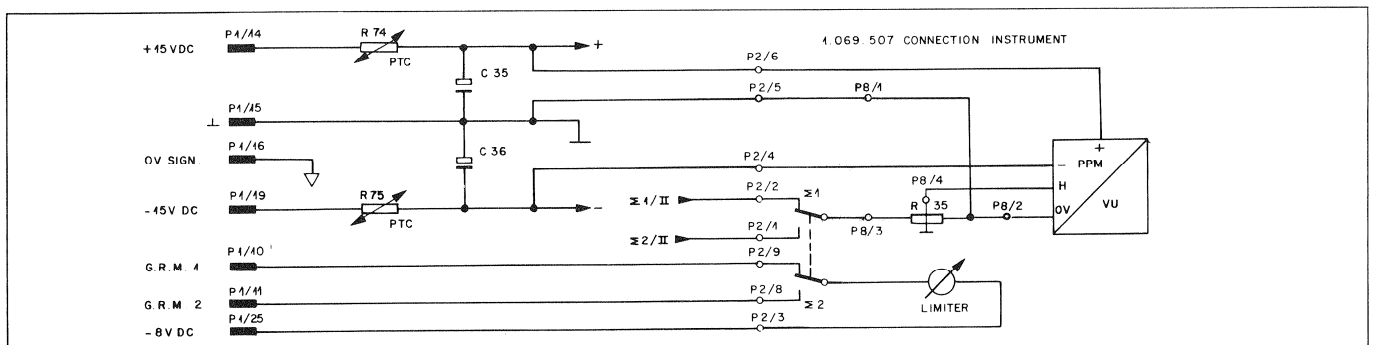 P1/14
R 74
+15 VDC
+
1.069.507 CONNECTION INSTRUMENT
PTC
P2/6
C 35
P2/5
P8/1
P1/15
⊥
P1/16
0V SIGN.
C 36
P2/4
+
PPM
−
P1/19
R 75
P2/2
Σ1
P8/4
H
-15V DC
−
Σ1/II
R 35
0V
VU
PTC
P2/1
P8/3
P8/2
Σ2/II
P1/10
P2/9
G.R.M. 1
P1/11
P2/8
Σ2
G.R.M 2
LIMITER
P1/25
P2/3
-8V DC